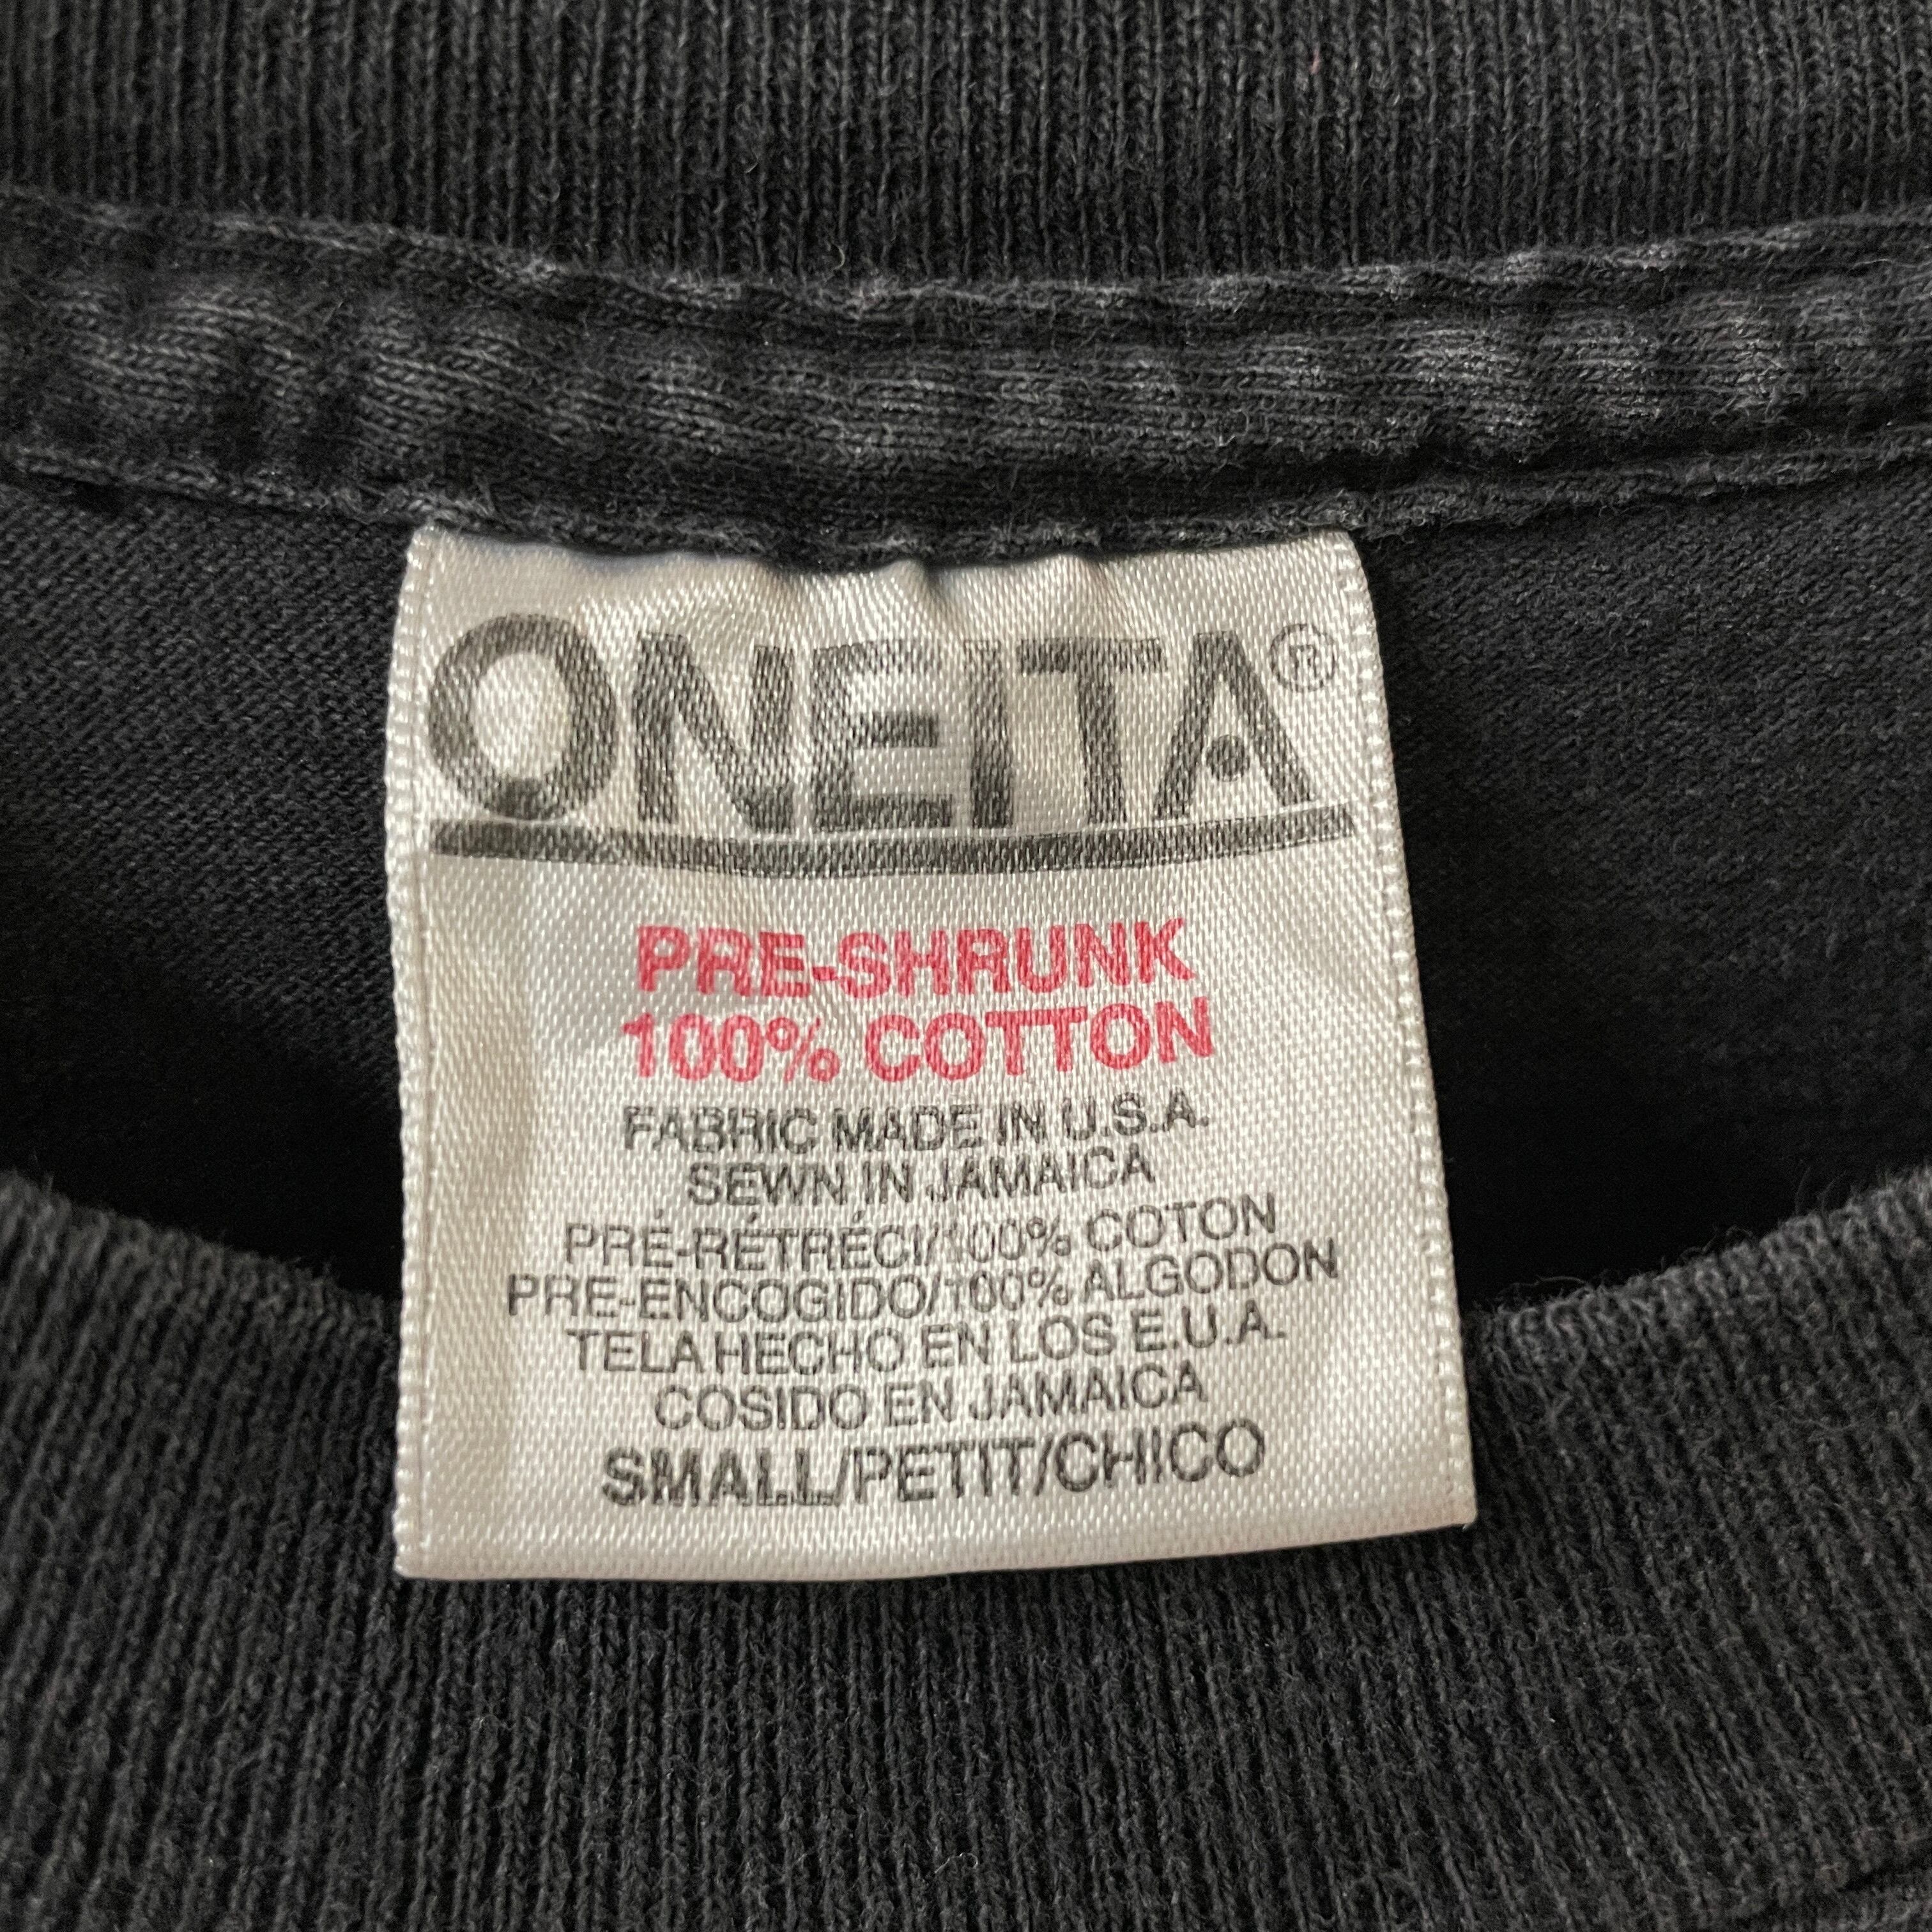 ONEITA®
PRE-SHRUNK
100% COTTON
FABRIC MADE IN U.S.A.
SEWN IN JAMAICA
PRÉ-RÉTRÉCI/100% COTON
PRE-ENCOGIDO/100% ALGODON
TELA HECHO EN LOS E.U.A.
COSIDO EN JAMAICA
SMALL/PETIT/CHICO